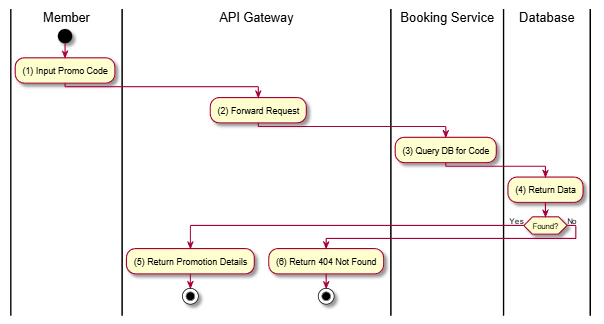 Member
API Gateway
Booking Service
Database
(1) Input Promo Code
(2) Forward Request
(3) Query DB for Code
(4) Return Data
Yes
Found?
No
(5) Return Promotion Details
(6) Return 404 Not Found